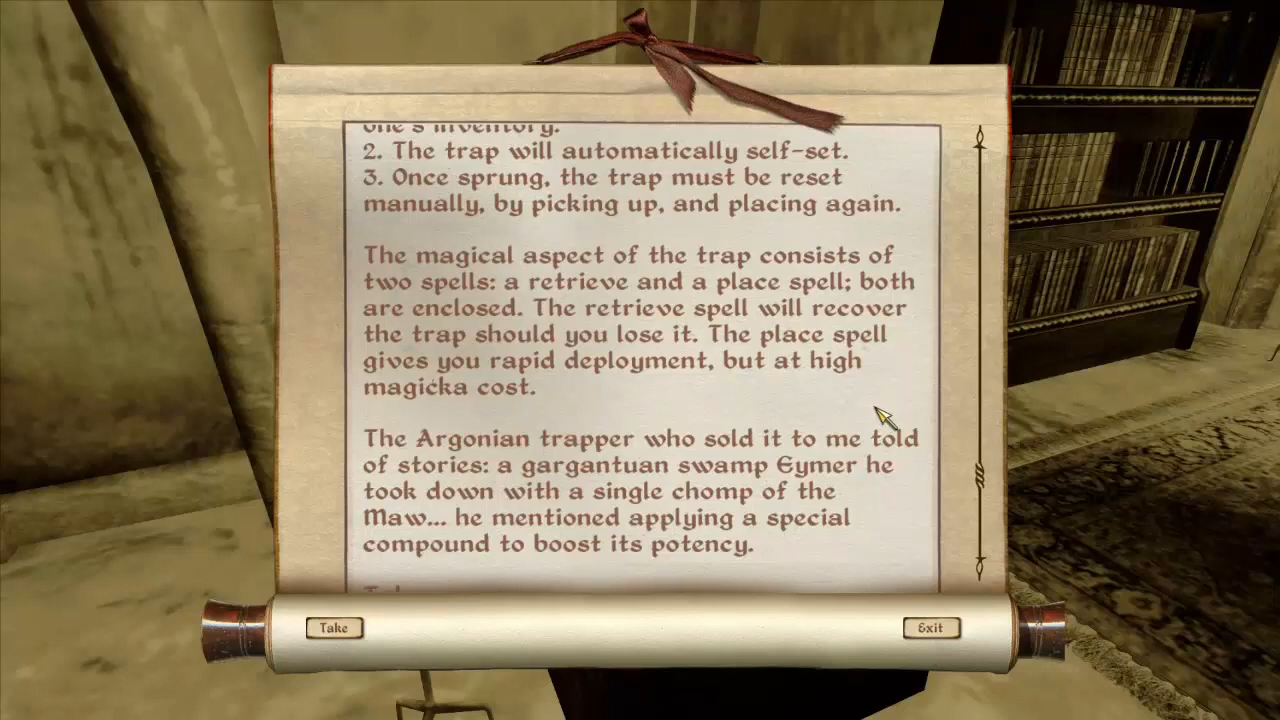 one's inventory.
2. The trap will automatically self-set.
3. Once sprung, the trap must be reset
manually, by picking up, and placing again.
The magical aspect of the trap consists of
two spells: a retrieve and a place spell; both
are enclosed. The retrieve spell will recover
the trap should you lose it. The place spell
gives you rapid deployment, but at high
magicka cost.
The Argonian trapper who sold it to me told
of stories: a gargantuan swamp Eymer he
took down with a single chomp of the
Maw... he mentioned applying a special
compound to boost its potency.
Take
Exit